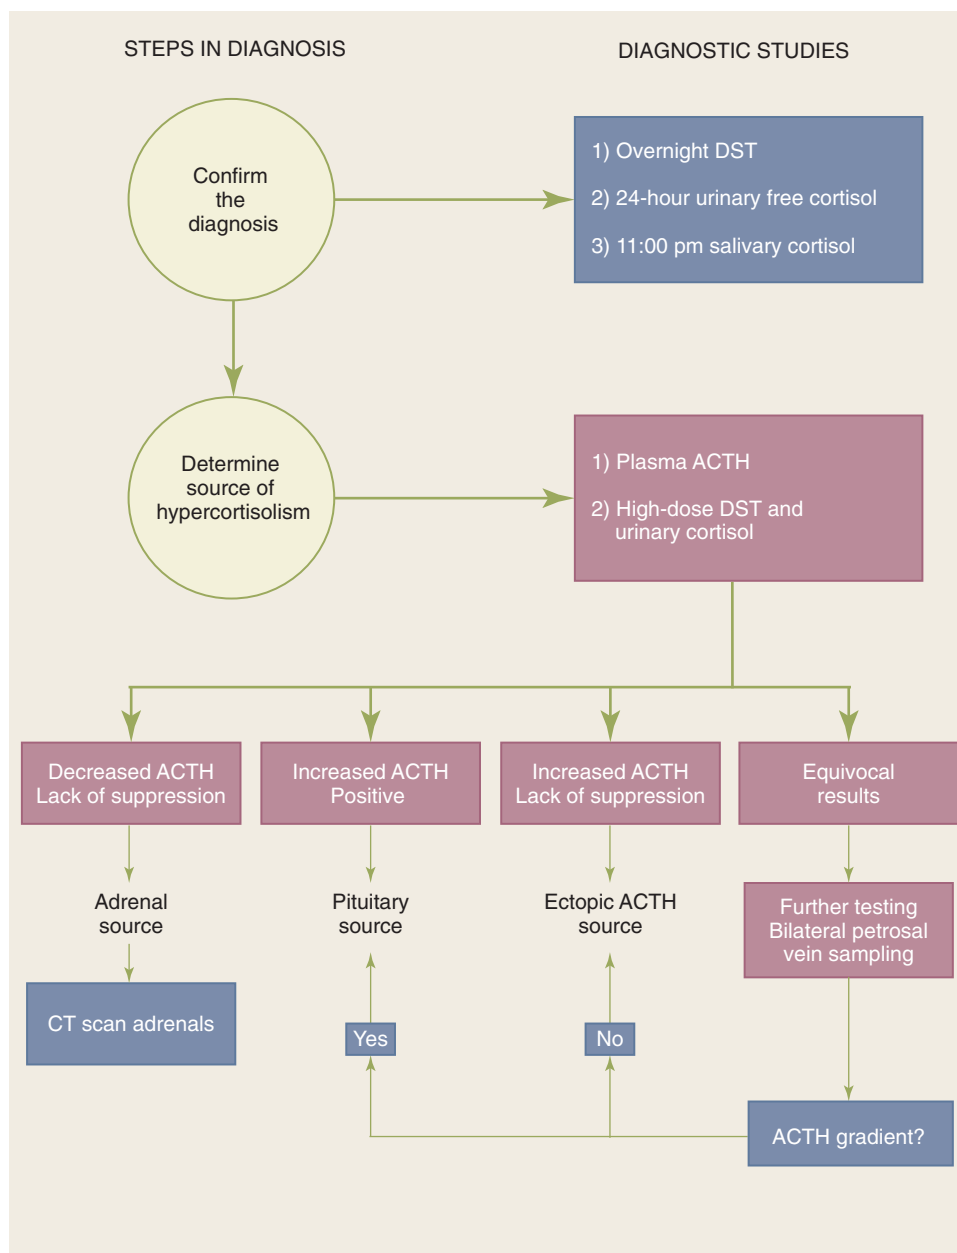 STEPS IN DIAGNOSIS
DIAGNOSTIC STUDIES
Confirm
the
diagnosis
1) Overnight DST
2) 24-hour urinary free cortisol
3) 11:00 pm salivary cortisol
Determine
source of
hypercortisolism
1) Plasma ACTH
2) High-dose DST and
urinary cortisol
Decreased ACTH
Lack of suppression
Increased ACTH
Positive
Increased ACTH
Lack of suppression
Equivocal
results
Adrenal
source
Pituitary
source
Ectopic ACTH
source
Further testing
Bilateral petrosal
vein sampling
CT scan adrenals
Yes
No
ACTH gradient?